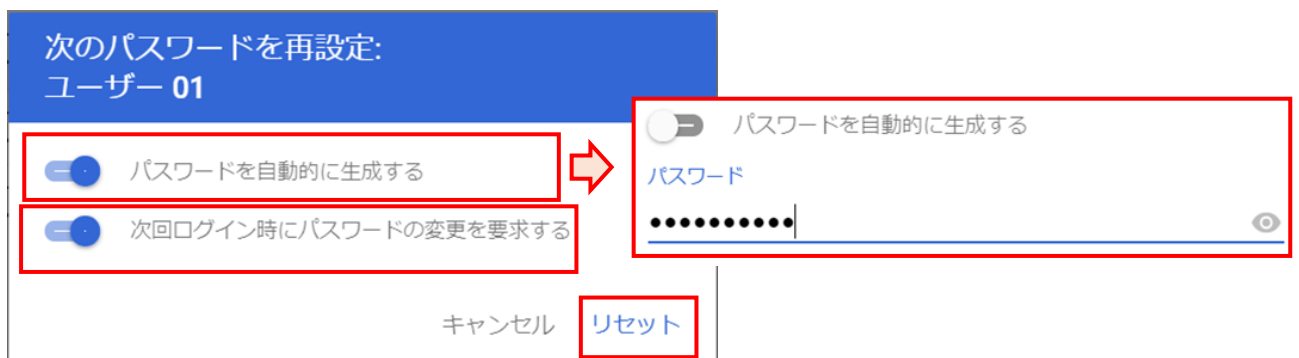 次のパスワードを再設定:
ユーザー 01
パスワードを自動的に生成する
次回ログイン時にパスワードの変更を要求する
キャンセル
リセット
パスワードを自動的に生成する
パスワード
••••••••••